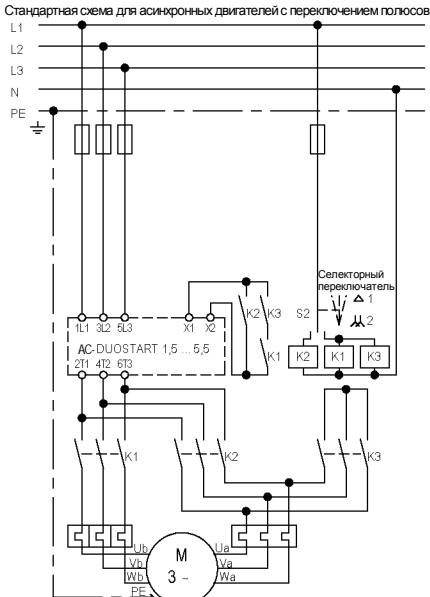 Стандартная схема для асинхронных двигателей с переключением полюсов
L1
L2
L3
N
PE
Селекторный
переключатель
Δ 1
S2
2
K2 K3
K1
1L1 3L2 5L3 X1 X2
AC-DUOSTART 1,5 ... 5,5
2T1 4T2 6T3
K2 K1 K3
K1 K2 K3
Ub Ua
Vb M Va
Wb 3 ~ Wa
PE